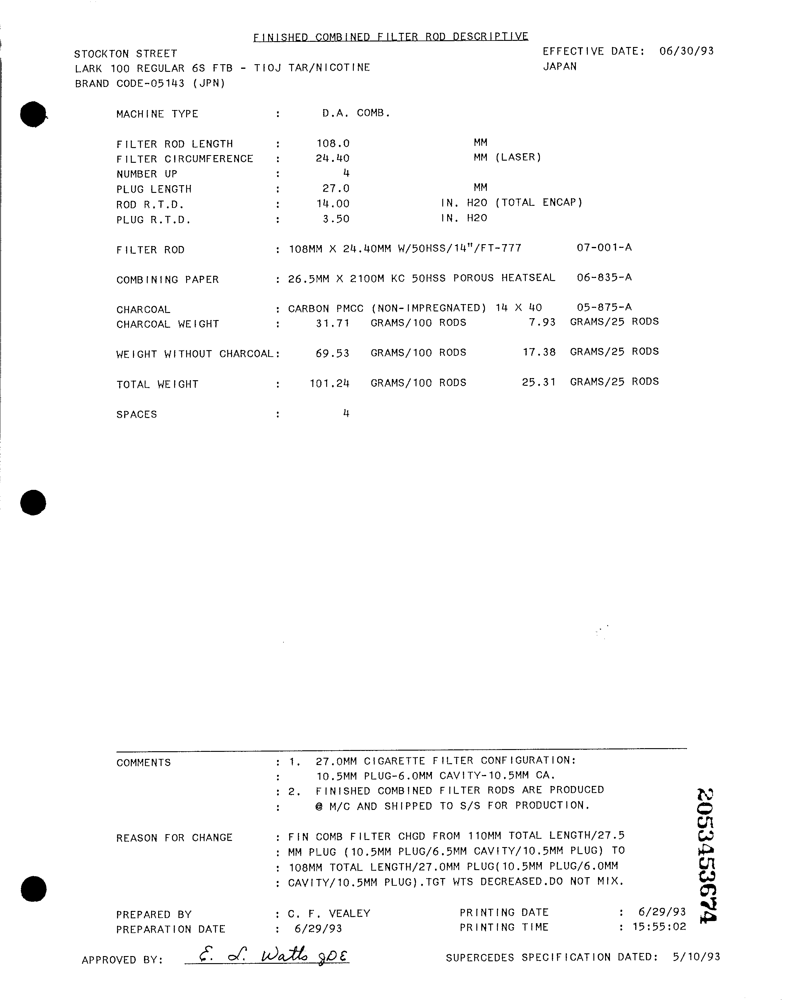 FINISHED COMBINED FILTER ROD DESCRIPTIVE
STOCKTON STREET EFFECTIVE DATE: 06/30/93
LARK 100 REGULAR 6S FTB - TIOJ TAR/NICOTINE JAPAN
BRAND CODE-05143 (JPN)
MACHINE TYPE : D.A. COMB.
FILTER ROD LENGTH : 108.0 MM
FILTER CIRCUMFERENCE : 24.40 MM (LASER)
NUMBER UP : 4
PLUG LENGTH : 27.0 MM
ROD R.T.D. : 14.00 IN. H2O (TOTAL ENCAP)
PLUG R.T.D. : 3.50 IN. H2O
FILTER ROD : 108MM X 24.40MM W/50HSS/14"/FT-777 07-001-A
COMBINING PAPER : 26.5MM X 2100M KC 50HSS POROUS HEATSEAL 06-835-A
CHARCOAL : CARBON PMCC (NON-IMPREGNATED) 14 X 40 05-875-A
CHARCOAL WEIGHT : 31.71 GRAMS/100 RODS 7.93 GRAMS/25 RODS
WEIGHT WITHOUT CHARCOAL: 69.53 GRAMS/100 RODS 17.38 GRAMS/25 RODS
TOTAL WEIGHT : 101.24 GRAMS/100 RODS 25.31 GRAMS/25 RODS
SPACES : 4
COMMENTS : 1. 27.0MM CIGARETTE FILTER CONFIGURATION:
: 10.5MM PLUG-6.0MM CAVITY-10.5MM CA.
: 2. FINISHED COMBINED FILTER RODS ARE PRODUCED
: @ M/C AND SHIPPED TO S/S FOR PRODUCTION.
REASON FOR CHANGE : FIN COMB FILTER CHGD FROM 110MM TOTAL LENGTH/27.5
: MM PLUG (10.5MM PLUG/6.5MM CAVITY/10.5MM PLUG) TO
: 108MM TOTAL LENGTH/27.0MM PLUG(10.5MM PLUG/6.0MM
: CAVITY/10.5MM PLUG).TGT WTS DECREASED.DO NOT MIX.
PREPARED BY : C. F. VEALEY PRINTING DATE : 6/29/93
PREPARATION DATE : 6/29/93 PRINTING TIME : 15:55:02
APPROVED BY: E. L. Watts JDE SUPERCEDES SPECIFICATION DATED: 5/10/93
2053453674